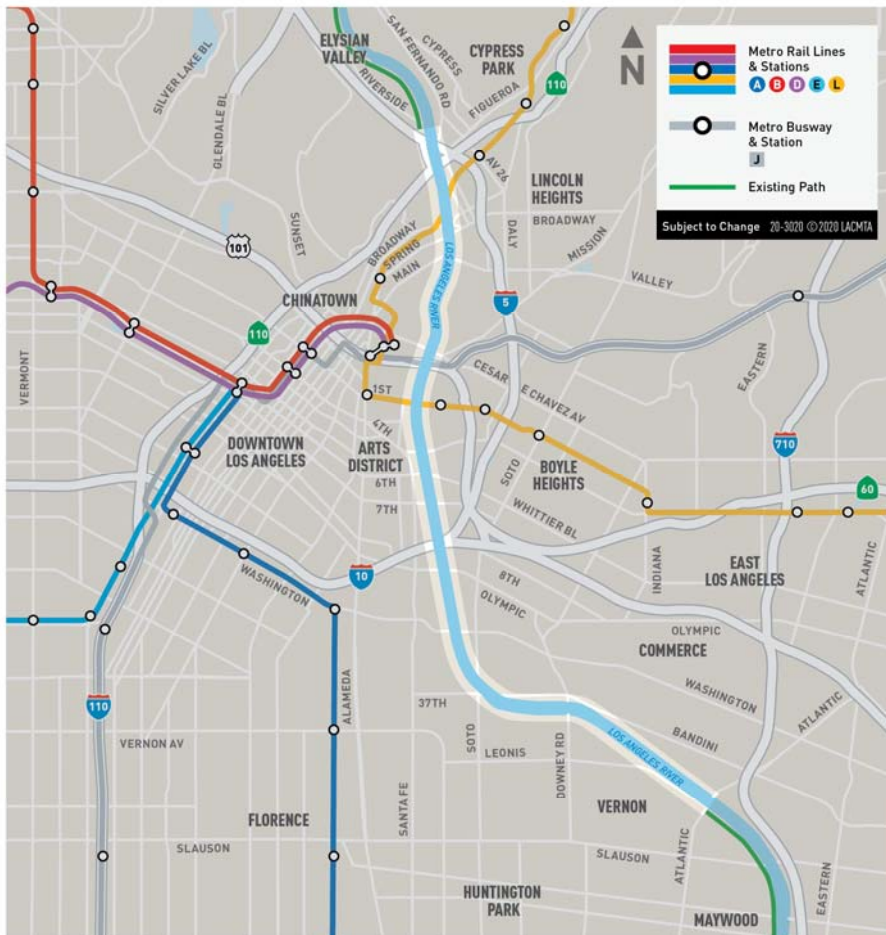 ELYSIAN
VALLEY
SAN FERNANDO RD
CYPRESS
CYPRESS
PARK
RIVERSIDE
FIGUEROA
SILVER LAKE BL
GLENDALE BL
110
N
Metro Rail Lines
& Stations
A B D E L
Metro Busway
& Station
J
Existing Path
Subject to Change 20-3020 © 2020 LACMTA
AV 26
LINCOLN
HEIGHTS
BROADWAY
DALY
MISSION
VALLEY
SUNSET
101
BROADWAY
SPRING
MAIN
LOS ANGELES RIVER
CHINATOWN
5
110
VERMONT
EASTERN
CESAR E CHAVEZ AV
1ST
4TH
DOWNTOWN
LOS ANGELES
ARTS
DISTRICT
6TH
7TH
SOTO
BOYLE
HEIGHTS
710
60
WHITTIER BL
WASHINGTON
10
8TH
OLYMPIC
INDIANA
EAST
LOS ANGELES
ATLANTIC
OLYMPIC
COMMERCE
WASHINGTON
ATLANTIC
110
ALAMEDA
37TH
SOTO
BANDINI
VERNON AV
LEONIS
DOWNEY RD
LOS ANGELES RIVER
FLORENCE
SANTA FE
VERNON
SLAUSON
SLAUSON
ATLANTIC
EASTERN
HUNTINGTON
PARK
MAYWOOD